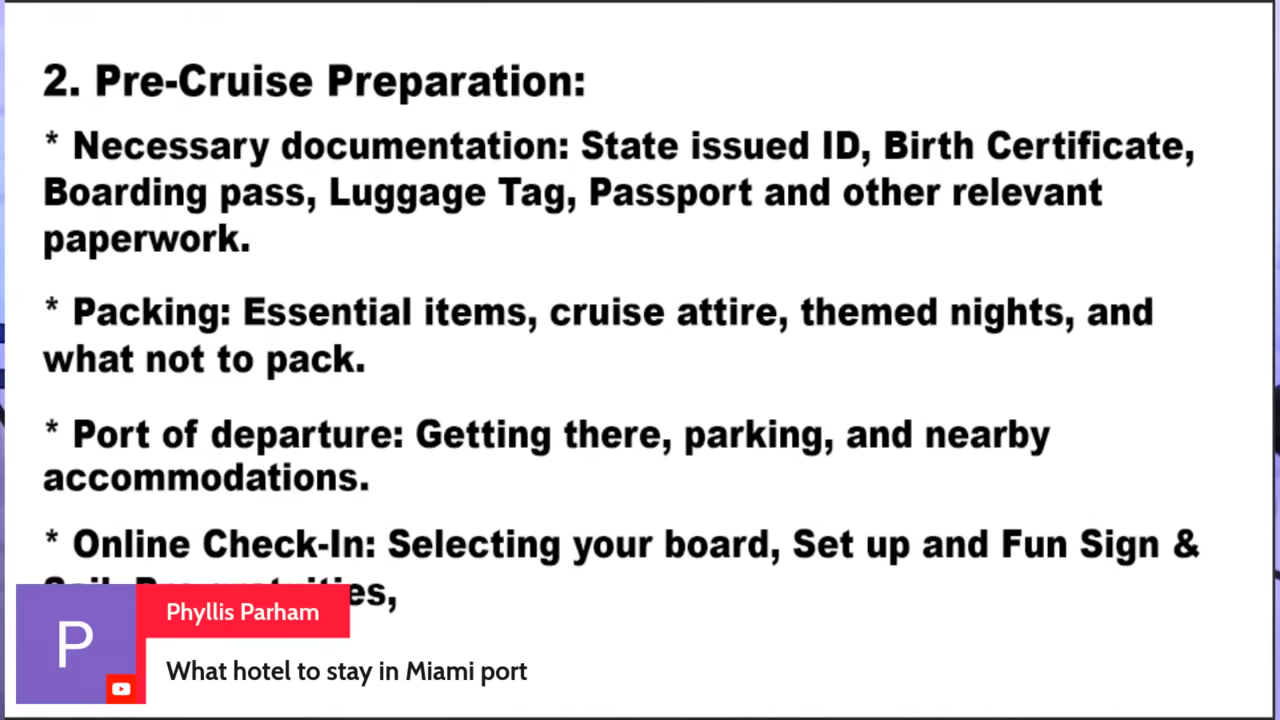 2. Pre-Cruise Preparation:
* Necessary documentation: State issued ID, Birth Certificate,
Boarding pass, Luggage Tag, Passport and other relevant
paperwork.
* Packing: Essential items, cruise attire, themed nights, and
what not to pack.
* Port of departure: Getting there, parking, and nearby
accommodations.
* Online Check-In: Selecting your board, Set up and Fun Sign &
P
Phyllis Parham
What hotel to stay in Miami port